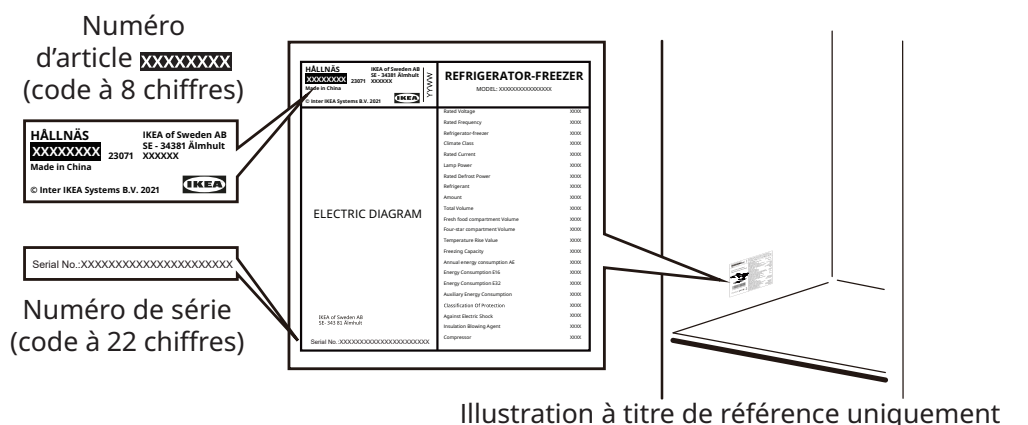 Numéro
d'article XXXXXXXX
(code à 8 chiffres)
HÅLLNÄS
XXXXXXXX 23071
Made in China
© Inter IKEA Systems B.V. 2021
IKEA of Sweden AB
SE - 34381 Älmhult
XXXXXX
IKEA
Serial No.:XXXXXXXXXXXXXXXXXXXXXX
Numéro de série
(code à 22 chiffres)
HÅLLNÄS
XXXXXXXX 23071
Made in China
© Inter IKEA Systems B.V. 2021
IKEA of Sweden AB
SE - 34381 Älmhult
XXXXXX
IKEA
YYWW
REFRIGERATOR-FREEZER
MODEL: XXXXXXXXXXXXXXXX
ELECTRIC DIAGRAM
IKEA of Sweden AB
SE- 343 81 Älmhult
Serial No.:XXXXXXXXXXXXXXXXXXXXXX
Rated Voltage XXXX
Rated Frequency XXXX
Refrigerator-freezer XXXX
Climate Class XXXX
Rated Current XXXX
Lamp Power XXXX
Rated Defrost Power XXXX
Refrigerant XXXX
Amount XXXX
Total Volume XXXX
Fresh food compartment Volume XXXX
Four-star compartment Volume XXXX
Temperature Rise Value XXXX
Freezing Capacity XXXX
Annual energy consumption AE XXXX
Energy Consumption E16 XXXX
Energy Consumption E32 XXXX
Auxiliary Energy Consumption XXXX
Classification Of Protection XXXX
Against Electric Shock XXXX
Insulation Blowing Agent XXXX
Compressor XXXX
Illustration à titre de référence uniquement